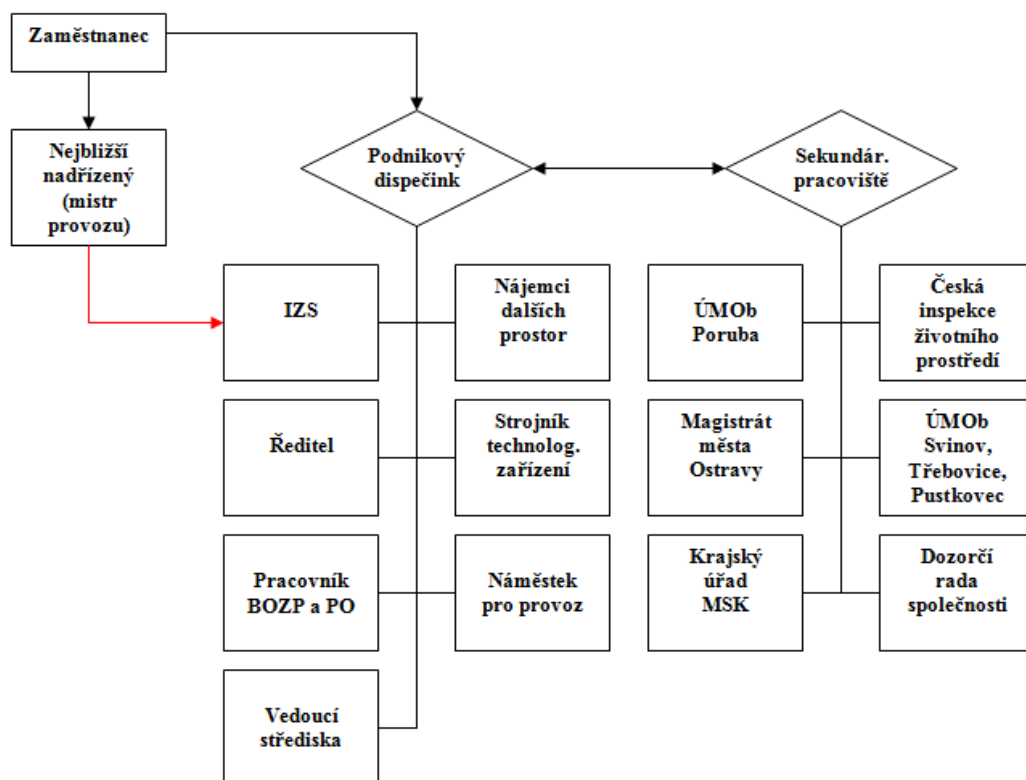 Zaměstnanec
Nejbližší
nadřízený
(mistr
provozu)
Podnikový
dispečink
Sekundár.
pracoviště
IZS
Nájemci
dalších
prostor
ÚMOb
Poruba
Česká
inspekce
životního
prostředí
Ředitel
Strojník
technolog.
zařízení
Magistrát
města
Ostravy
ÚMOb
Svinov,
Třebovice,
Pustkovec
Pracovník
BOZP a PO
Náměstek
pro provoz
Krajský
úřad
MSK
Dozorčí
rada
společnosti
Vedoucí
střediska